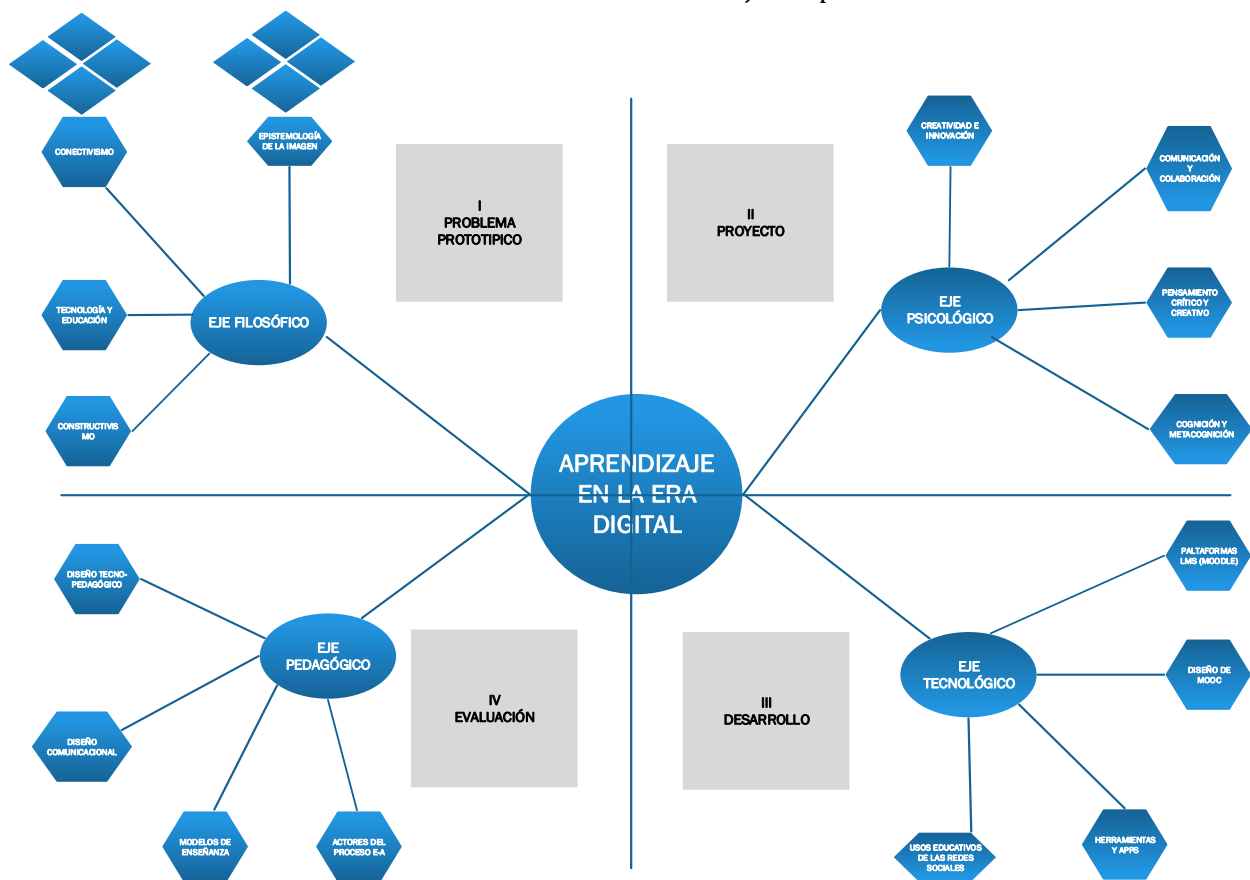 CONECTIVISMO
EPISTEMOLOGÍA
DE LA IMAGEN
TECNOLOGÍA Y
EDUCACIÓN
CONSTRUCTIVIS
MO
EJE FILOSÓFICO
I
PROBLEMA
PROTOTIPICO
II
PROYECTO
CREATIVIDAD E
INNOVACIÓN
COMUNICACIÓN
Y
COLABORACIÓN
PENSAMIENTO
CRÍTICO Y
CREATIVO
COGNICIÓN Y
METACOGNICIÓN
EJE
PSICOLÓGICO
APRENDIZAJE
EN LA ERA
DIGITAL
DISEÑO TECNO-
PEDAGÓGICO
DISEÑO
COMUNICACIONAL
MODELOS DE
ENSEÑANZA
ACTORES DEL
PROCESO E-A
EJE
PEDAGÓGICO
IV
EVALUACIÓN
III
DESARROLLO
EJE
TECNOLÓGICO
PALTAFORMAS
LMS (MOODLE)
DISEÑO DE
MOOC
HERRAMIENTAS
Y APPS
USOS EDUCATIVOS
DE LAS REDES
SOCIALES